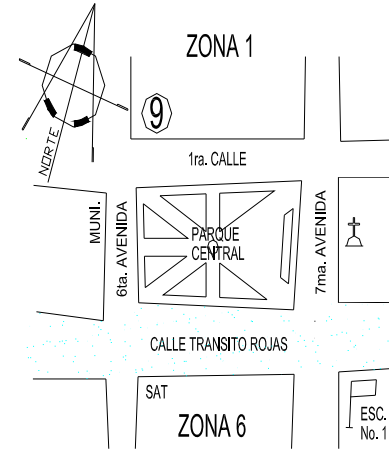 ZONA 1
9
NORTE
1ra. CALLE
MUNI.
6ta. AVENIDA
PARQUE
CENTRAL
7ma. AVENIDA
CALLE TRANSITO ROJAS
SAT
ZONA 6
ESC.
No. 1